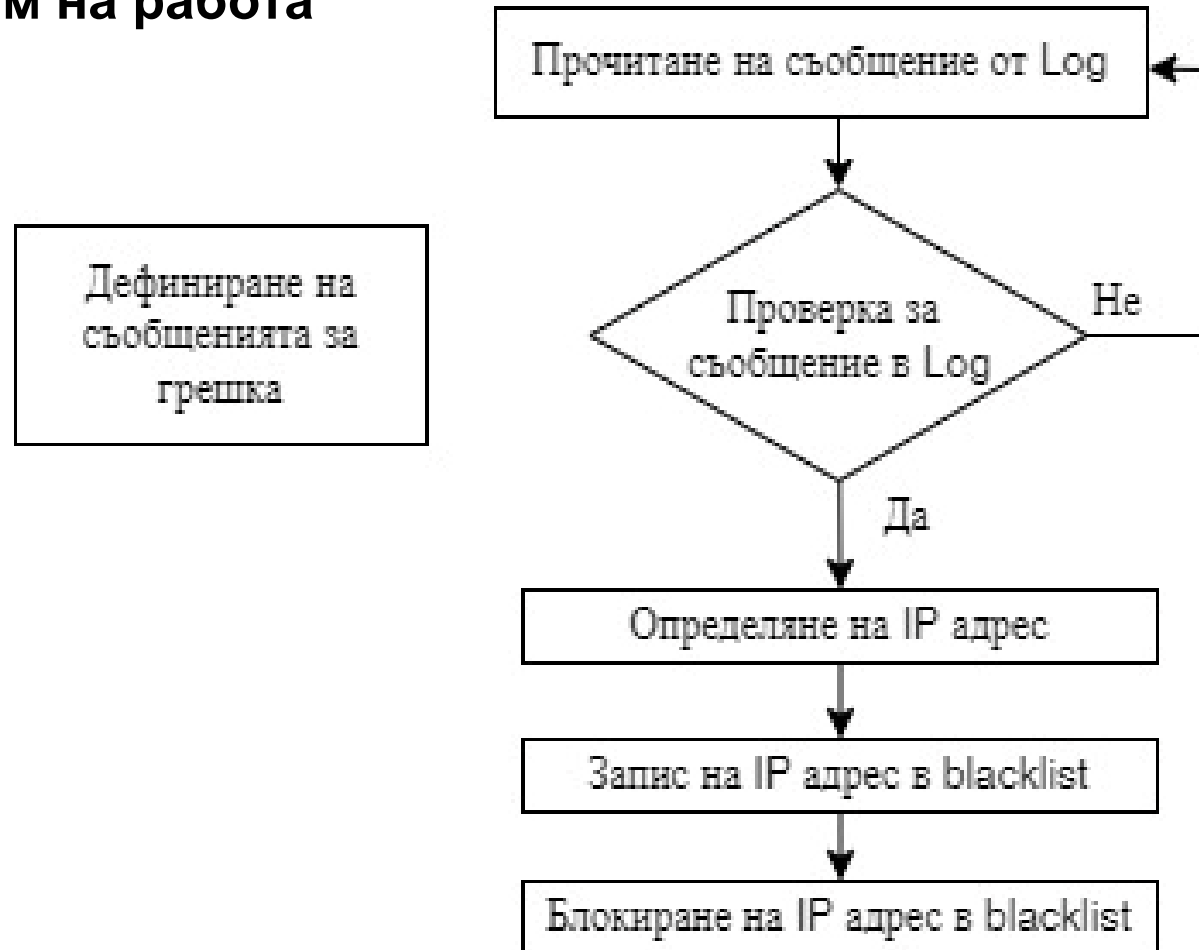 м на работа
Прочитане на съобщение от Log
Дефиниране на
съобщенията за
грешка
Проверка за
съобщение в Log
Не
Да
Определяне на IP адрес
Запис на IP адрес в blacklist
Блокиране на IP адрес в blacklist